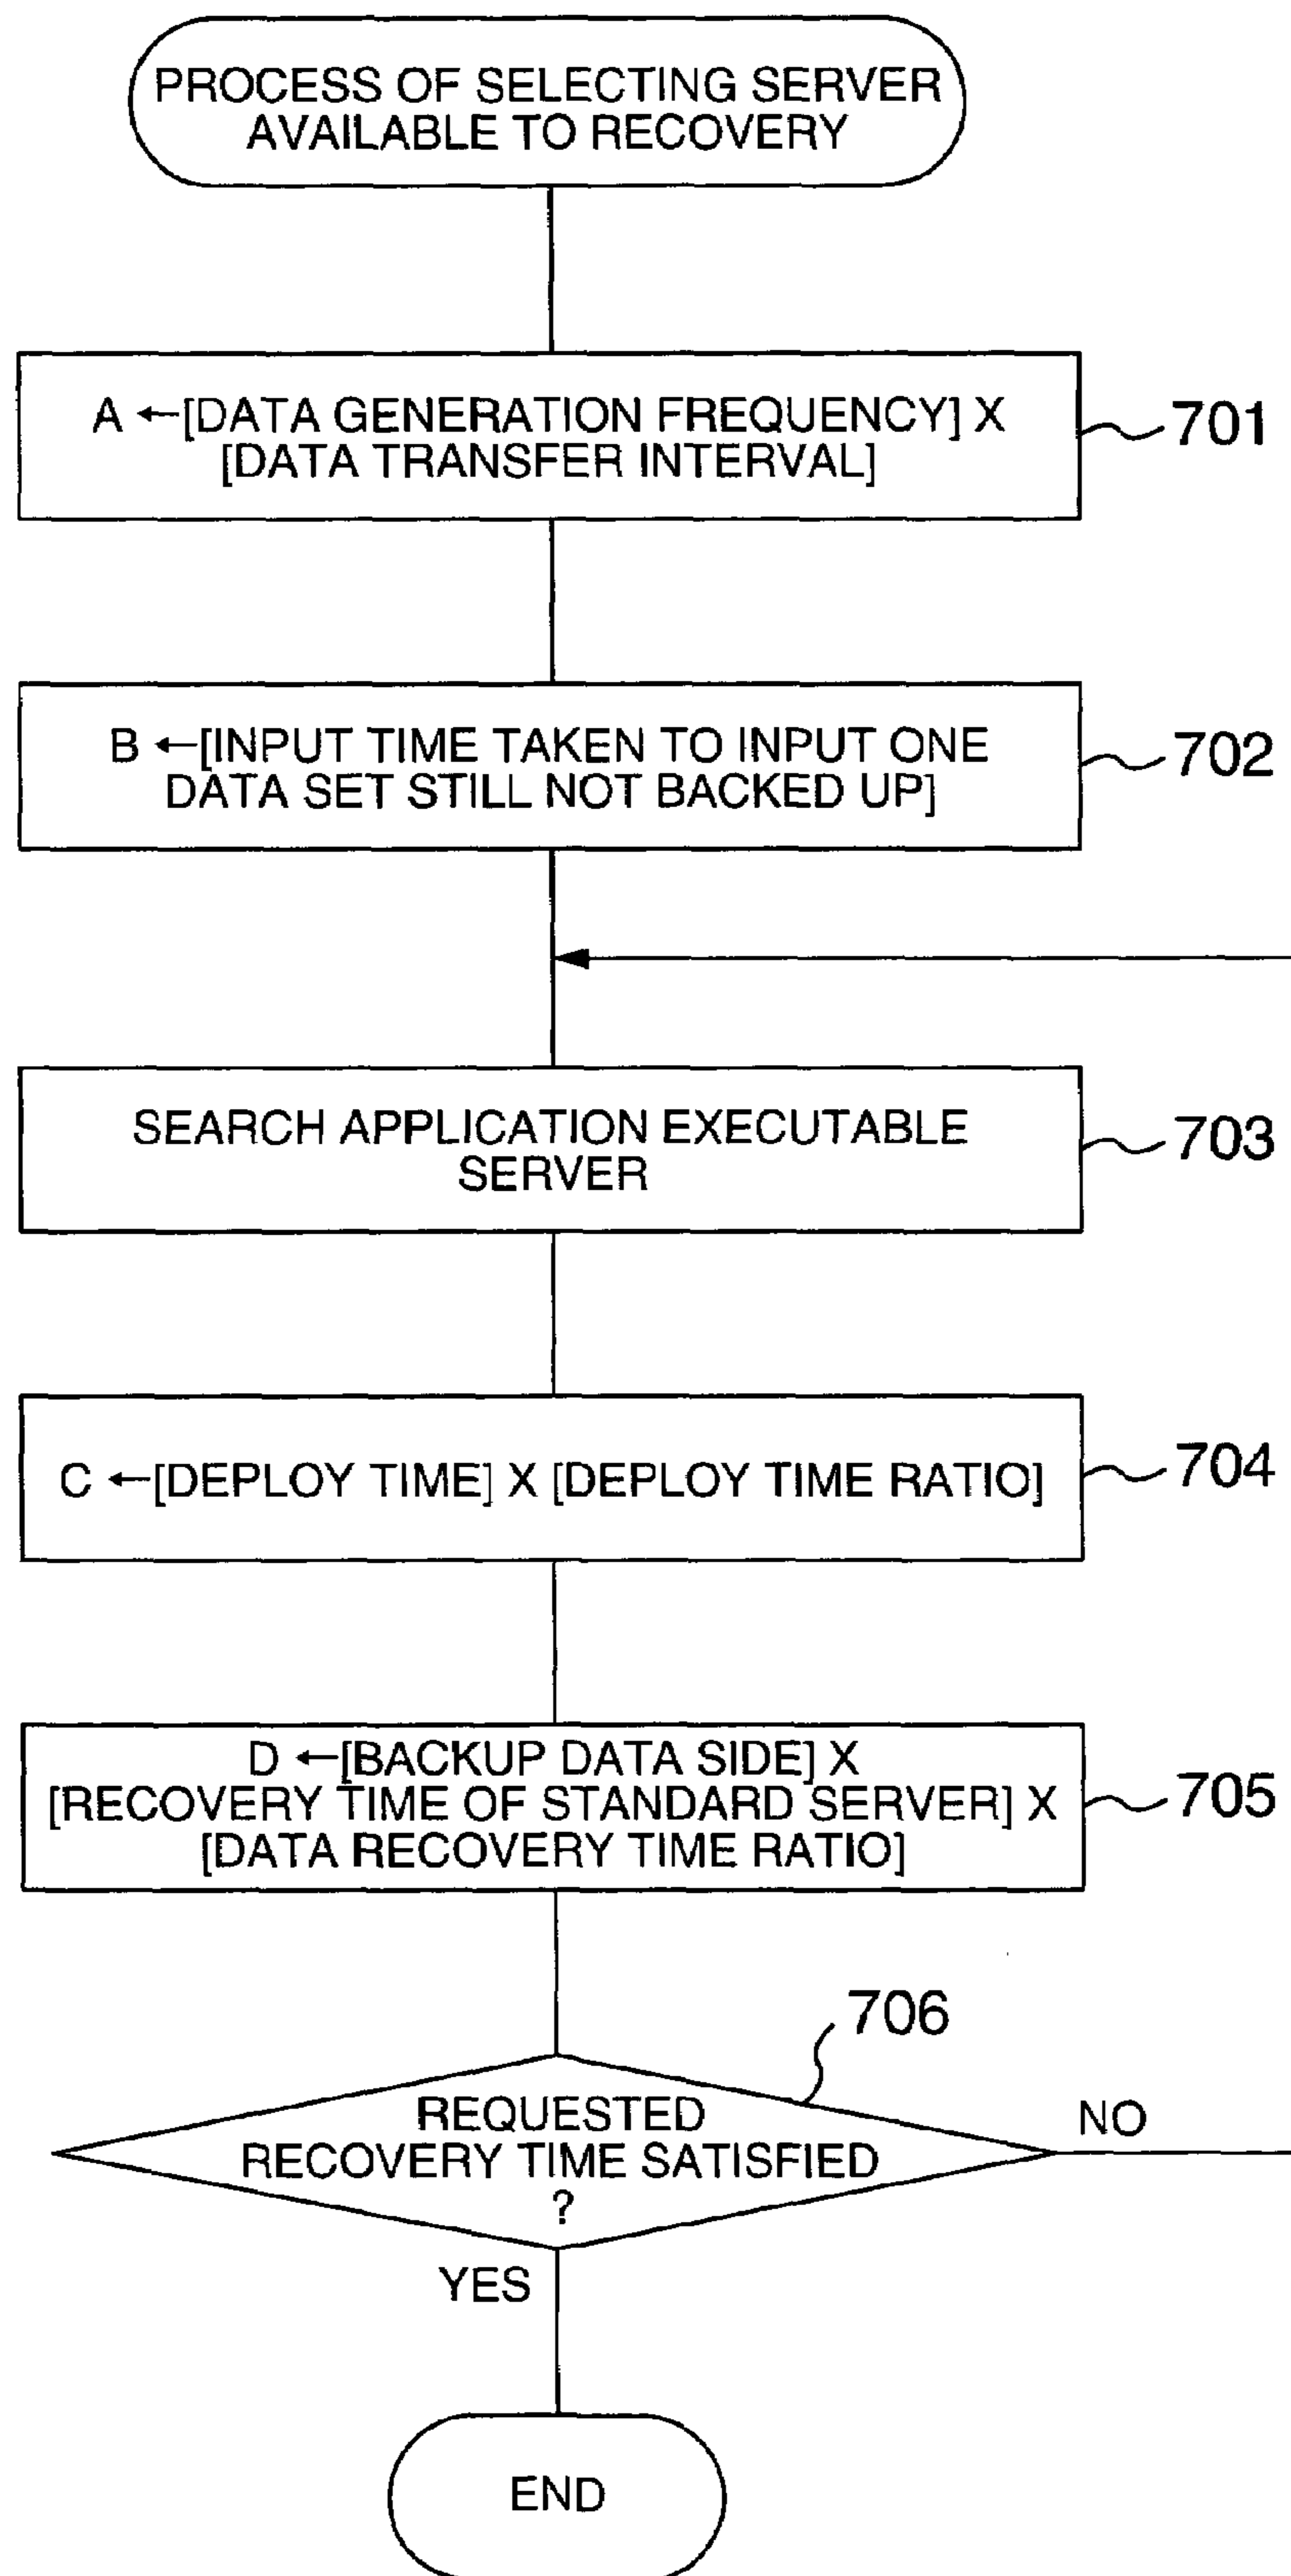 PROCESS OF SELECTING SERVER
AVAILABLE TO RECOVERY
A ←[DATA GENERATION FREQUENCY] X
[DATA TRANSFER INTERVAL]
701
B ←[INPUT TIME TAKEN TO INPUT ONE
DATA SET STILL NOT BACKED UP]
702
SEARCH APPLICATION EXECUTABLE
SERVER
703
C ←[DEPLOY TIME] X [DEPLOY TIME RATIO]
704
D ←[BACKUP DATA SIDE] X
[RECOVERY TIME OF STANDARD SERVER] X
[DATA RECOVERY TIME RATIO]
705
706
REQUESTED
RECOVERY TIME SATISFIED
?
NO
YES
END